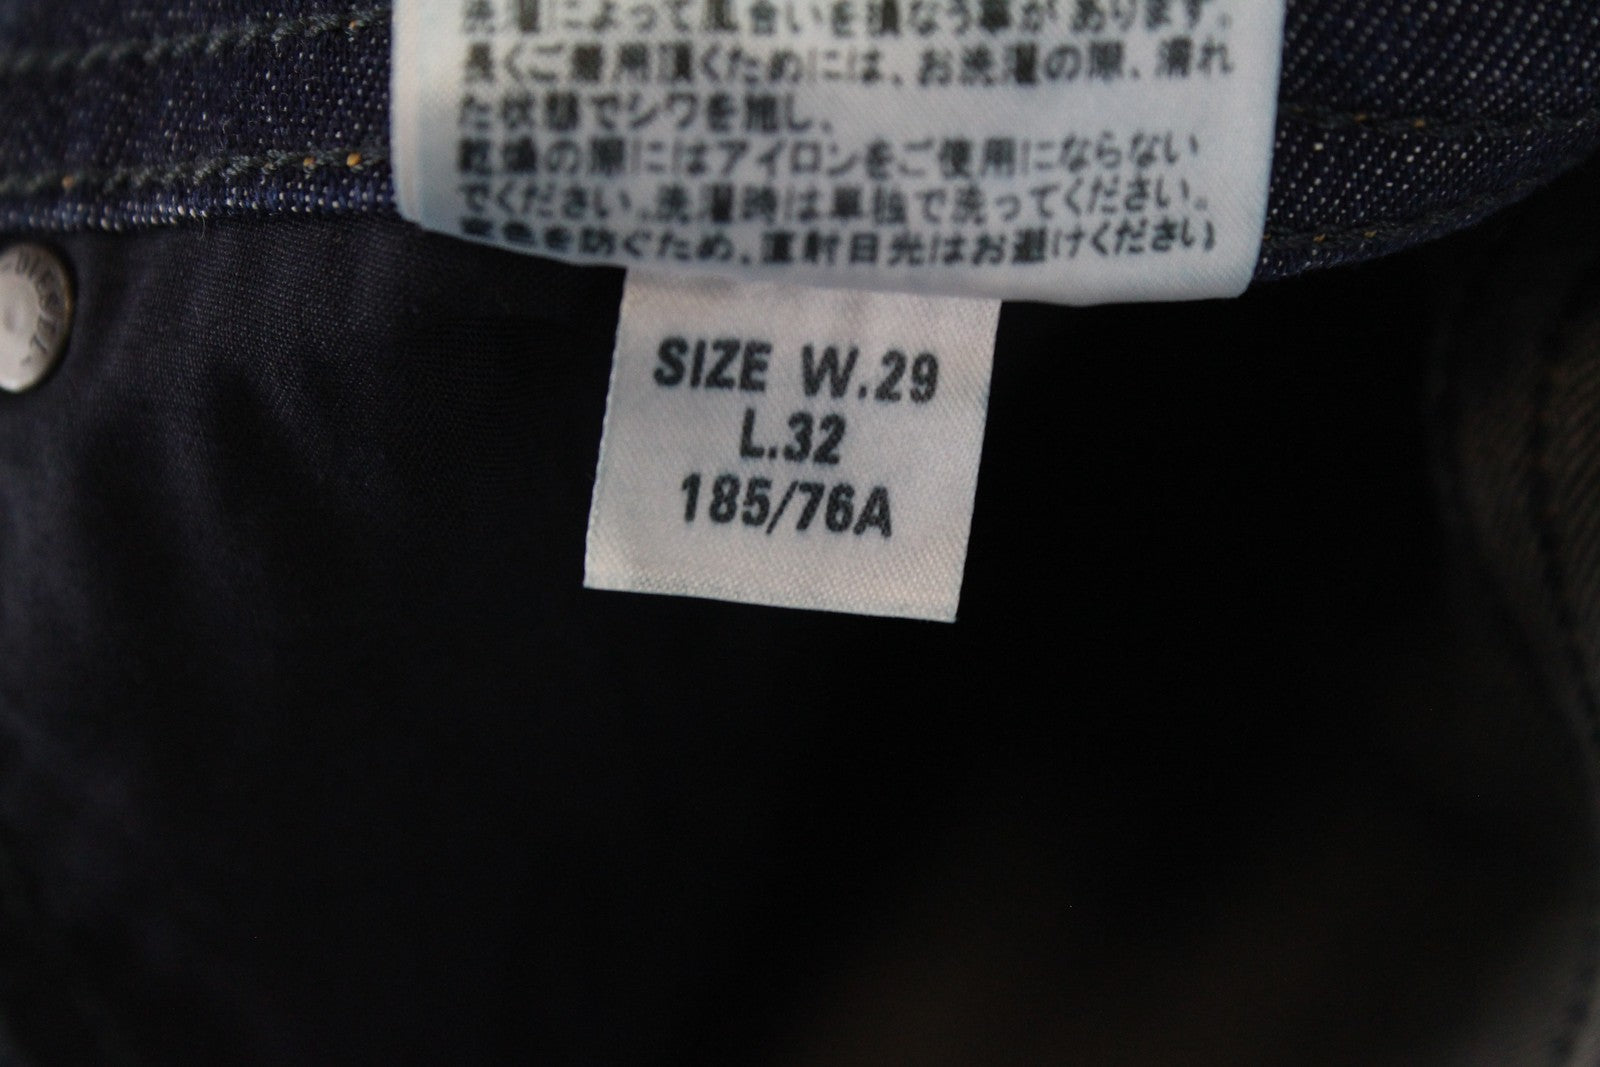 洗濯によって風合いを損なう事があります。
長くご着用頂くためには、お洗濯の際、濡れ
た状態でシワを施し、
乾燥の際にはアイロンをご使用にならない
でください。洗濯時は単独で洗ってください。
変色を防ぐため、直射日光はお避けください
SIZE W.29
L.32
185/76A
DIESEL